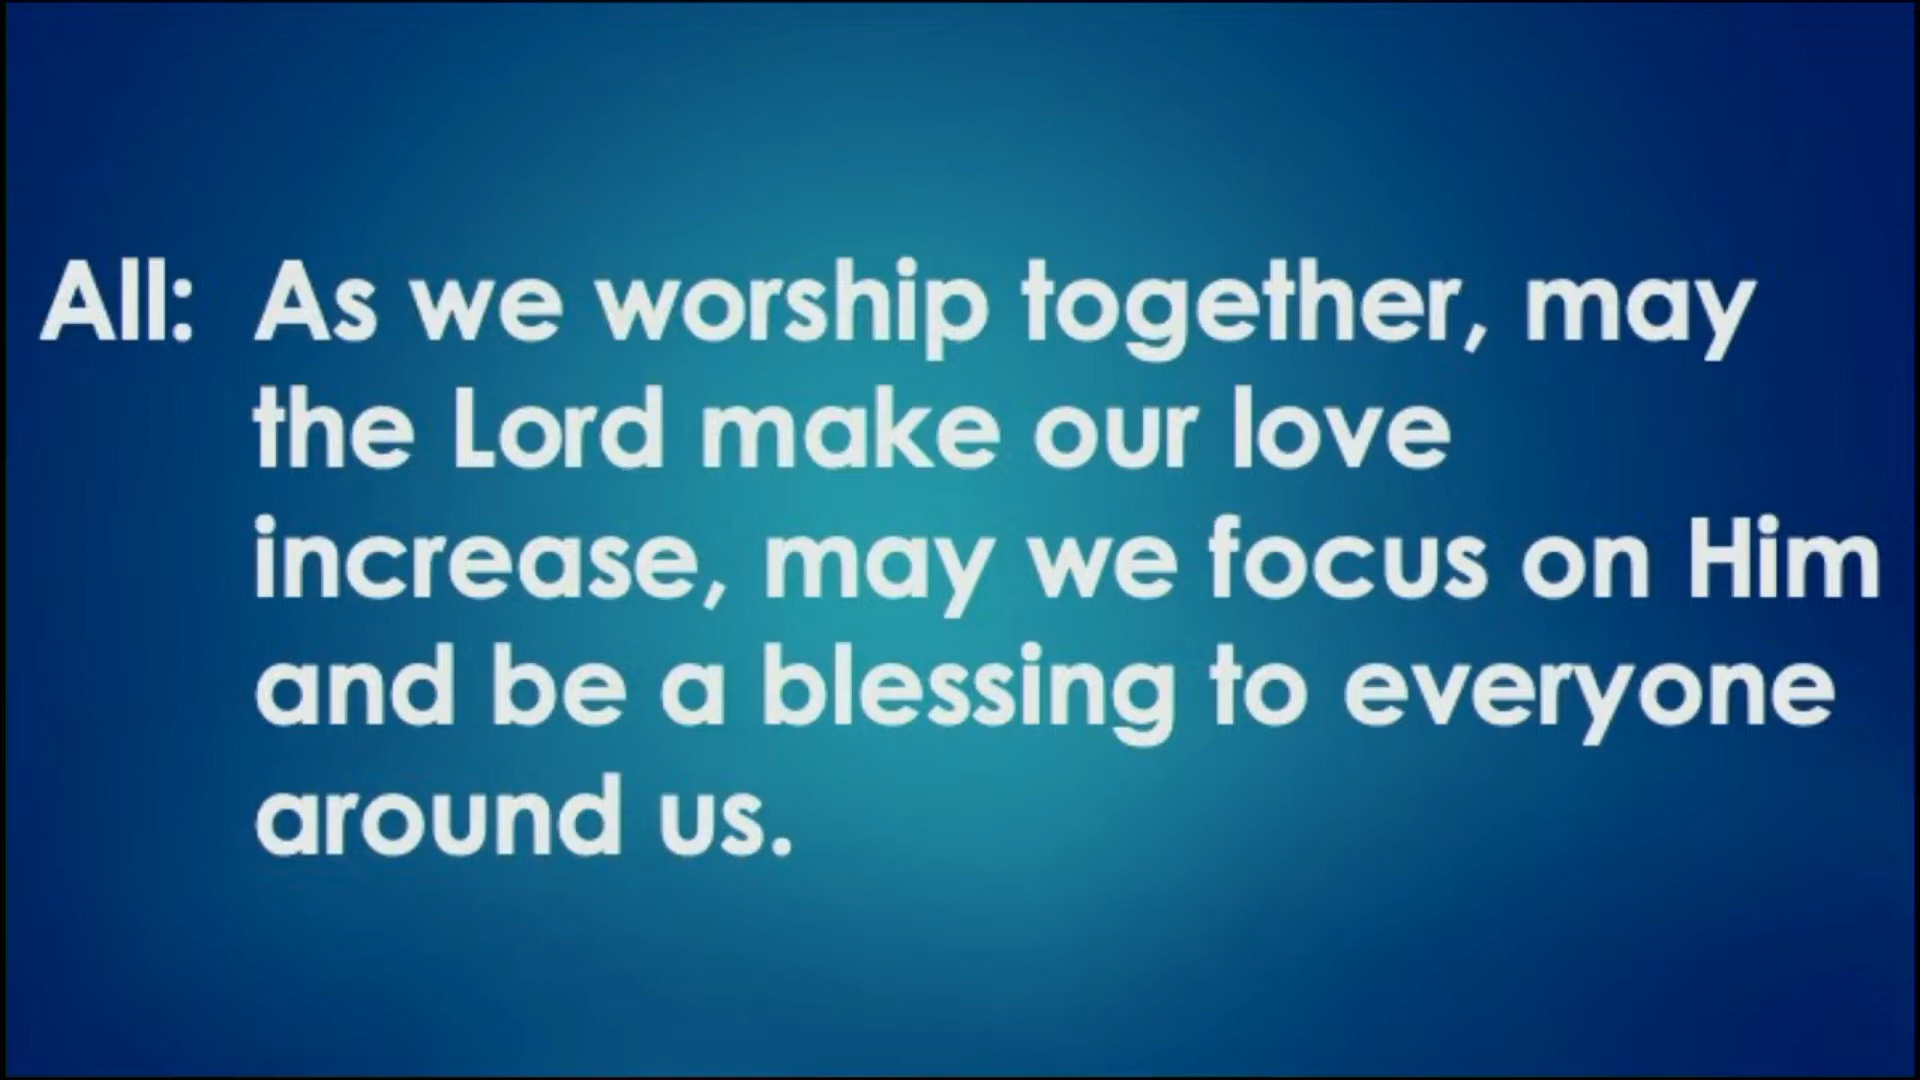 All: As we worship together, may
the Lord make our love
increase, may we focus on Him
and be a blessing to everyone
around us.